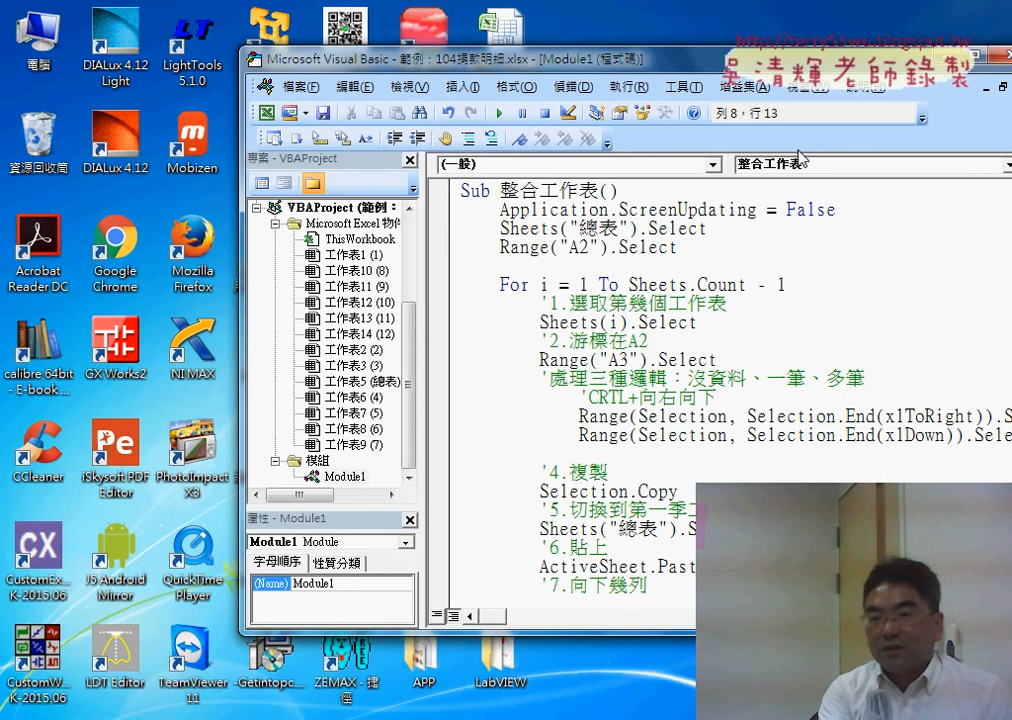 電腦
DIALux 4.12 Light
LightTools 5.1.0
http://terry55wu.blogspot.tw
吳清輝老師錄製
Microsoft Visual Basic - 範例：104捐款明細.xlsx - [Module1 (程式碼)]
檔案(F) 編輯(E) 檢視(V) 插入(I) 格式(O) 偵錯(D) 執行(R) 工具(T) 增益集(A)
列 8，行 13
資源回收筒
DIALux 4.12
Mobizen
專案 - VBAProject
(一般)
整合工作表
VBAProject (範例：
Microsoft Excel 物件
ThisWorkbook
工作表1 (1)
工作表10 (8)
工作表11 (9)
工作表12 (10)
工作表13 (11)
工作表14 (12)
工作表2 (2)
工作表3 (3)
工作表5 (總表)
工作表6 (4)
工作表7 (5)
工作表8 (6)
工作表9 (7)
模組
Module1
屬性 - Module1
Module1 Module
字母順序 性質分類
(Name) Module1
Sub 整合工作表()
Application.ScreenUpdating = False
Sheets("總表").Select
Range("A2").Select
For i = 1 To Sheets.Count - 1
'1.選取第幾個工作表
Sheets(i).Select
'2.游標在A2
Range("A3").Select
'處理三種邏輯：沒資料、一筆、多筆
'CRTL+向右向下
Range(Selection, Selection.End(xlToRight)).S
Range(Selection, Selection.End(xlDown)).Sele
'4.複製
Selection.Copy
'5.切換到第一季工
Sheets("總表").S
'6.貼上
ActiveSheet.Past
'7.向下幾列
Acrobat Reader DC
Google Chrome
Mozilla Firefox
calibre 64bit - E-book ...
GX Works2
NI MAX
CCleaner
iSkysoft PDF Editor
PhotoImpact X3
CustomEx... K-2015.06
J5 Android Mirror
QuickTime Player
CustomW... K-2015.06
LDT Editor
TeamViewer 11
-Getintopc....
ZEMAX - 捷徑
APP
LabVIEW